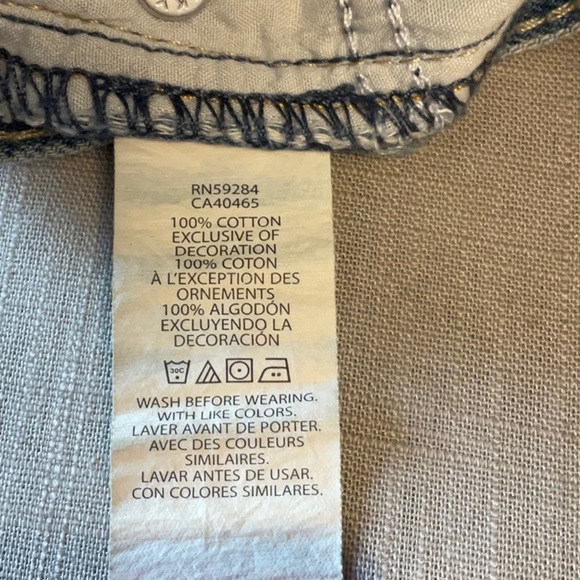 RN59284
CA40465
100% COTTON
EXCLUSIVE OF
DECORATION
100% COTON
À L'EXCEPTION DES
ORNEMENTS
100% ALGODÓN
EXCLUYENDO LA
DECORACIÓN
30C
WASH BEFORE WEARING.
WITH LIKE COLORS.
LAVER AVANT DE PORTER.
AVEC DES COULEURS
SIMILAIRES.
LAVAR ANTES DE USAR.
CON COLORES SIMILARES.